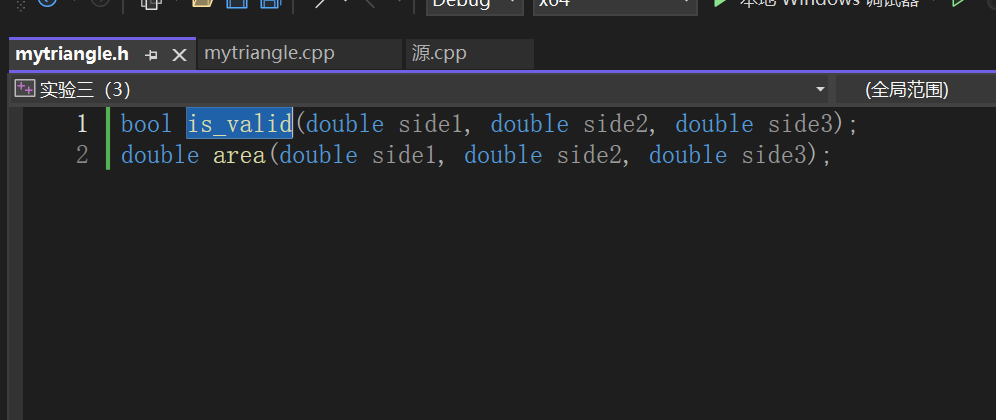 Debug x64 本地 Windows 调试器
mytriangle.h mytriangle.cpp 源.cpp
实验三（3） (全局范围)
1 bool is_valid(double side1, double side2, double side3);
2 double area(double side1, double side2, double side3);